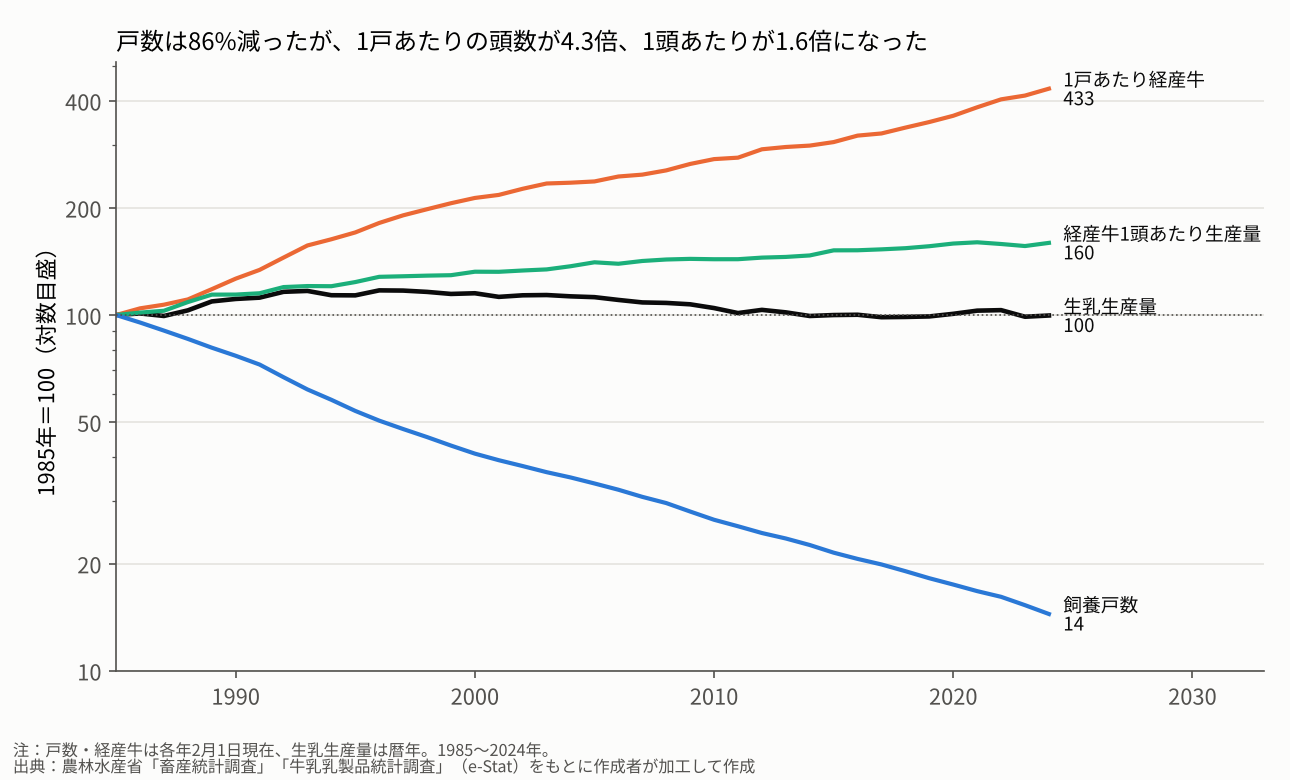 戸数は86%減ったが、1戸あたりの頭数が4.3倍、1頭あたりが1.6倍になった
1985年＝100（対数目盛）
400
200
100
50
20
10
1戸あたり経産牛
433
経産牛1頭あたり生産量
160
生乳生産量
100
飼養戸数
14
1990
2000
2010
2020
2030
注：戸数・経産牛は各年2月1日現在、生乳生産量は暦年。1985～2024年。
出典：農林水産省「畜産統計調査」「牛乳乳製品統計調査」（e-Stat）をもとに作成者が加工して作成